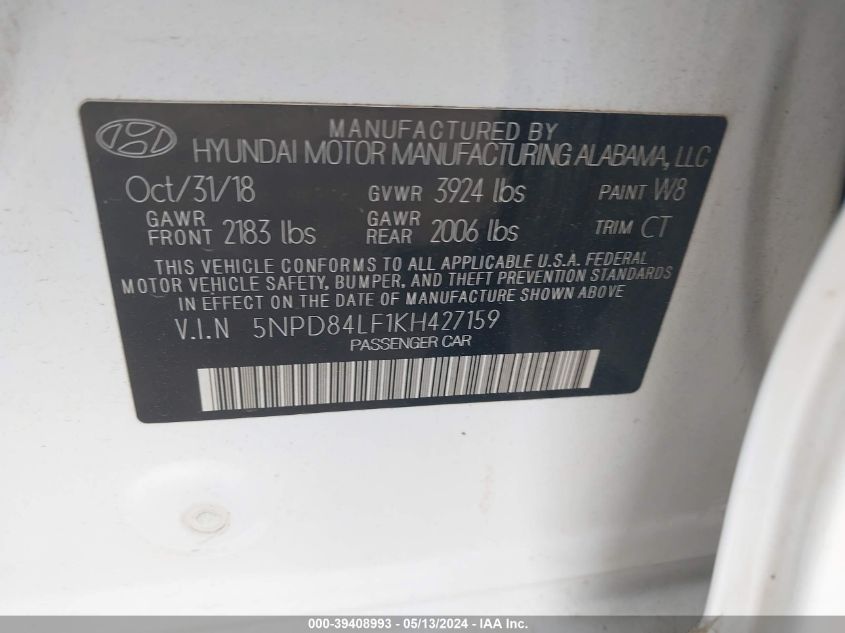 MANUFACTURED BY
HYUNDAI MOTOR MANUFACTURING ALABAMA, LLC
Oct/31/18 GVWR 3924 lbs PAINT W8
GAWR FRONT 2183 lbs GAWR REAR 2006 lbs TRIM CT
THIS VEHICLE CONFORMS TO ALL APPLICABLE U.S.A. FEDERAL
MOTOR VEHICLE SAFETY, BUMPER, AND THEFT PREVENTION STANDARDS
IN EFFECT ON THE DATE OF MANUFACTURE SHOWN ABOVE
V.I.N 5NPD84LF1KH427159
PASSENGER CAR
000-39408993 - 05/13/2024 - IAA Inc.